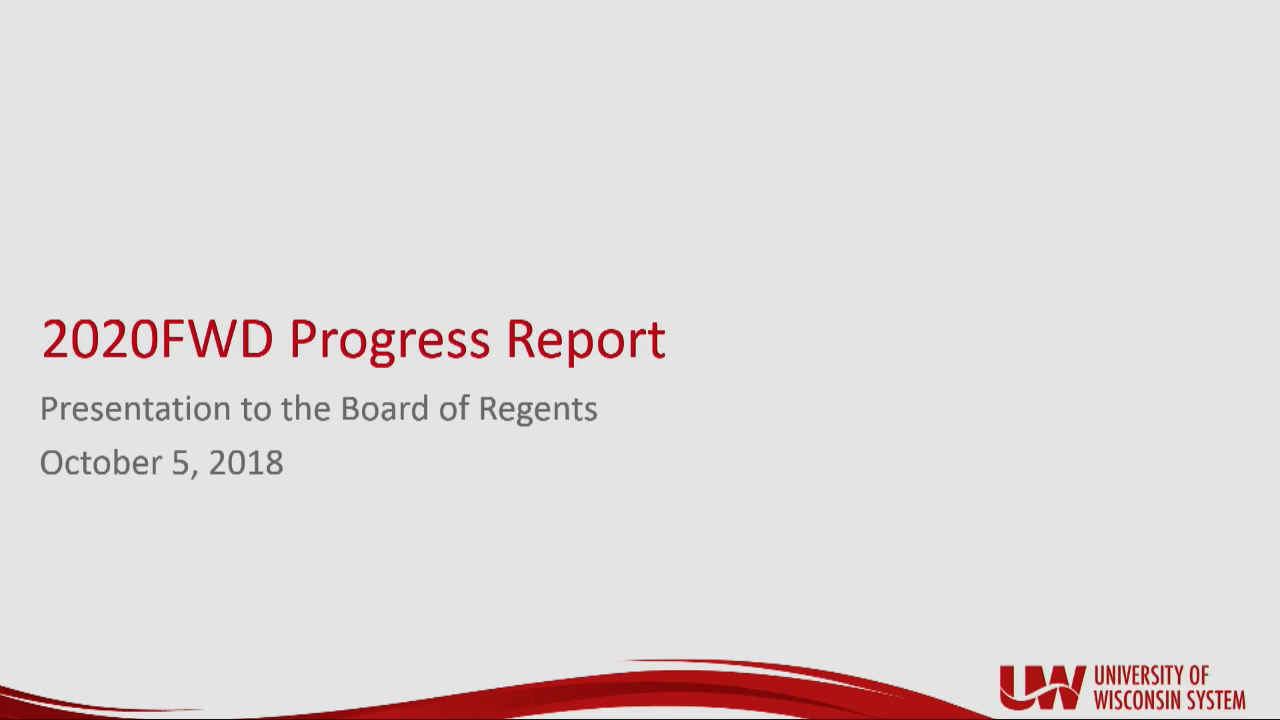 2020FWD Progress Report
Presentation to the Board of Regents
October 5, 2018
UW UNIVERSITY OF
WISCONSIN SYSTEM